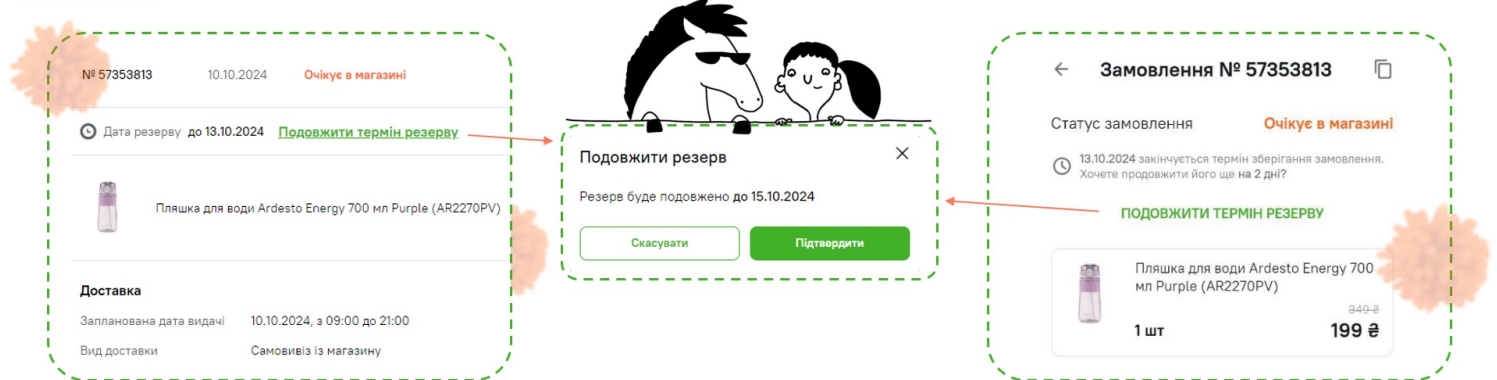 № 57353813 10.10.2024 Очікує в магазині
Дата резерву до 13.10.2024 Подовжити термін резерву
Пляшка для води Ardesto Energy 700 мл Purple (AR2270PV)
Доставка
Запланована дата видачі 10.10.2024, з 09:00 до 21:00
Вид доставки Самовивіз із магазину
Подовжити резерв
Резерв буде подовжено до 15.10.2024
Скасувати Підтвердити
Замовлення № 57353813
Статус замовлення Очікує в магазині
13.10.2024 закінчується термін зберігання замовлення.
Хочете продовжити його ще на 2 дні?
ПОДОВЖИТИ ТЕРМІН РЕЗЕРВУ
Пляшка для води Ardesto Energy 700
мл Purple (AR2270PV)
349 ₴
1 шт 199 ₴